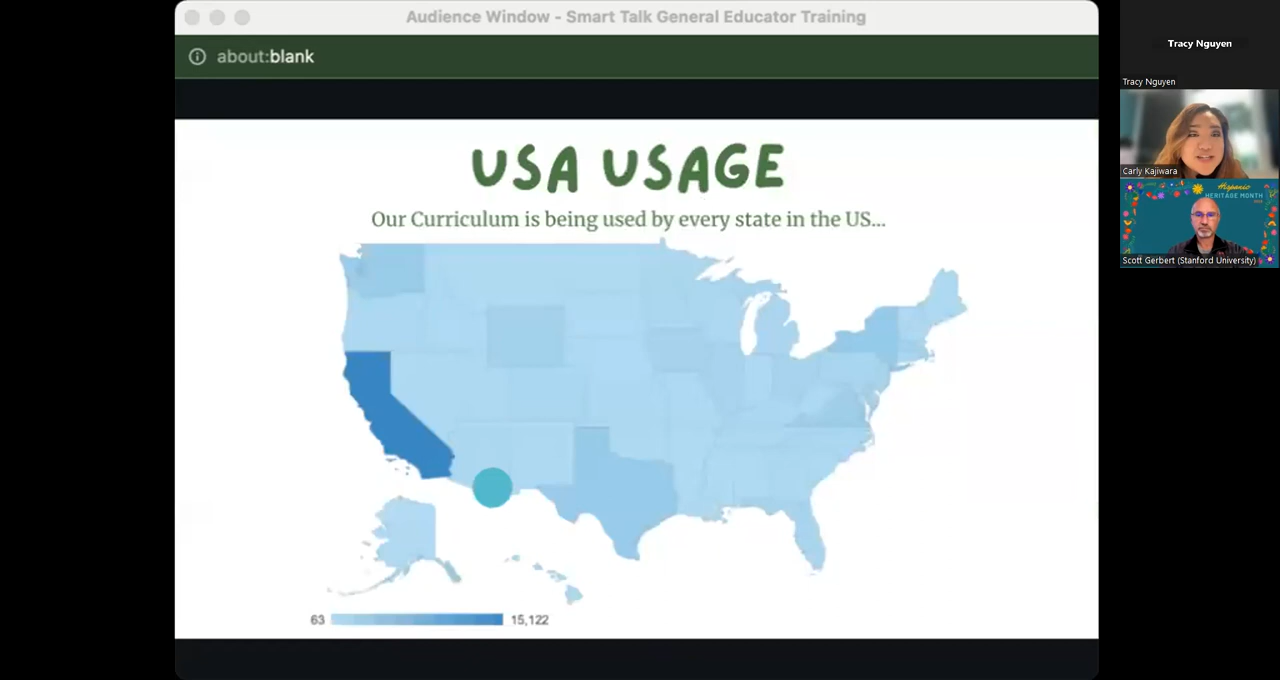 Audience Window - Smart Talk General Educator Training
about:blank
USA USAGE
Our Curriculum is being used by every state in the US...
63
15,122
Tracy Nguyen
Tracy Nguyen
Carly Kajiwara
Hispanic
HERITAGE MONTH
Scott Gerbert (Stanford University)